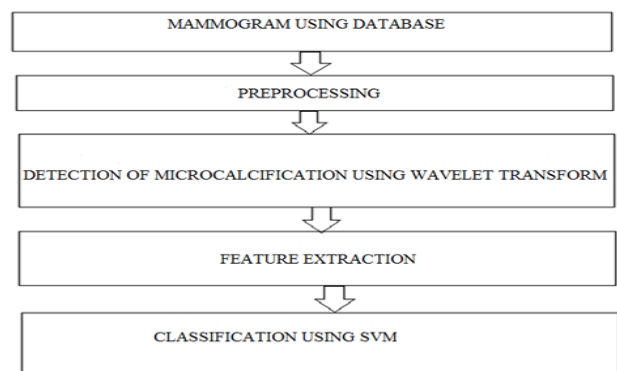 MAMMOGRAM USING DATABASE
PREPROCESSING
DETECTION OF MICROCALCIFICATION USING WAVELET TRANSFORM
FEATURE EXTRACTION
CLASSIFICATION USING SVM